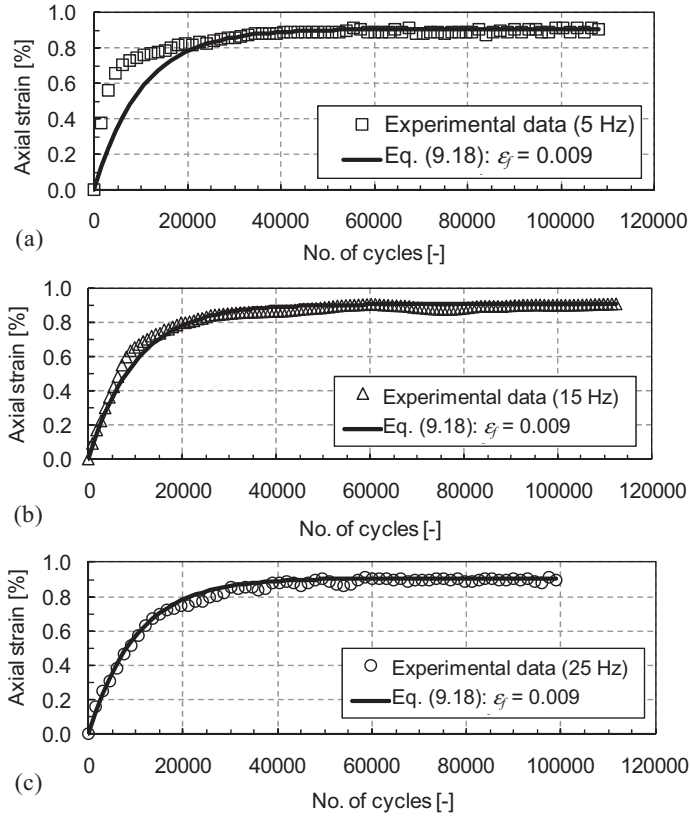 1.0
0.8
0.6
0.4
0.2
0.0
Axial strain [%]
Experimental data (5 Hz)
Eq. (9.18): εf = 0.009
0 20000 40000 60000 80000 100000 120000
No. of cycles [-]
(a)
1.0
0.8
0.6
0.4
0.2
0.0
Axial strain [%]
Experimental data (15 Hz)
Eq. (9.18): εf = 0.009
0 20000 40000 60000 80000 100000 120000
No. of cycles [-]
(b)
1.0
0.8
0.6
0.4
0.2
0.0
Axial strain [%]
Experimental data (25 Hz)
Eq. (9.18): εf = 0.009
0 20000 40000 60000 80000 100000 120000
No. of cycles [-]
(c)